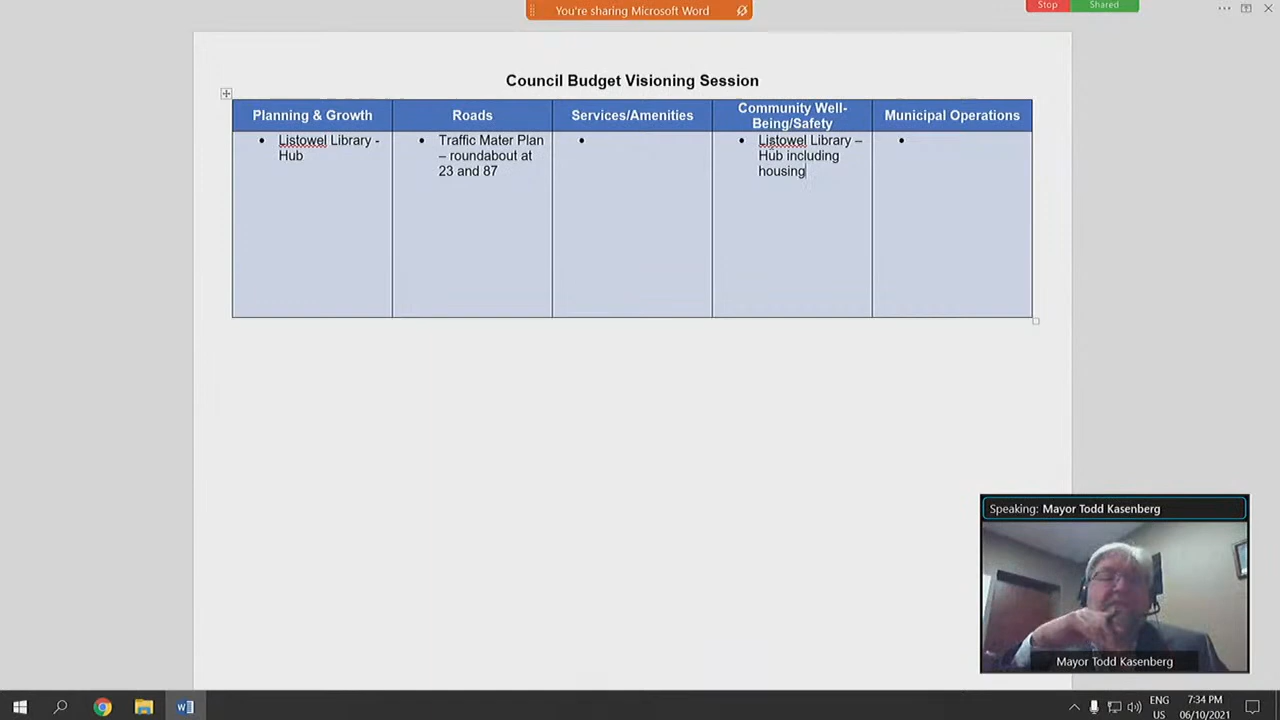 You're sharing Microsoft Word
Stop
Shared
Council Budget Visioning Session
Planning & Growth
Roads
Services/Amenities
Community Well-
Being/Safety
Municipal Operations
• Listowel Library -
Hub
• Traffic Mater Plan
– roundabout at
23 and 87
•
• Listowel Library –
Hub including
housing
•
Speaking: Mayor Todd Kasenberg
Mayor Todd Kasenberg
ENG
US
7:34 PM
06/10/2021